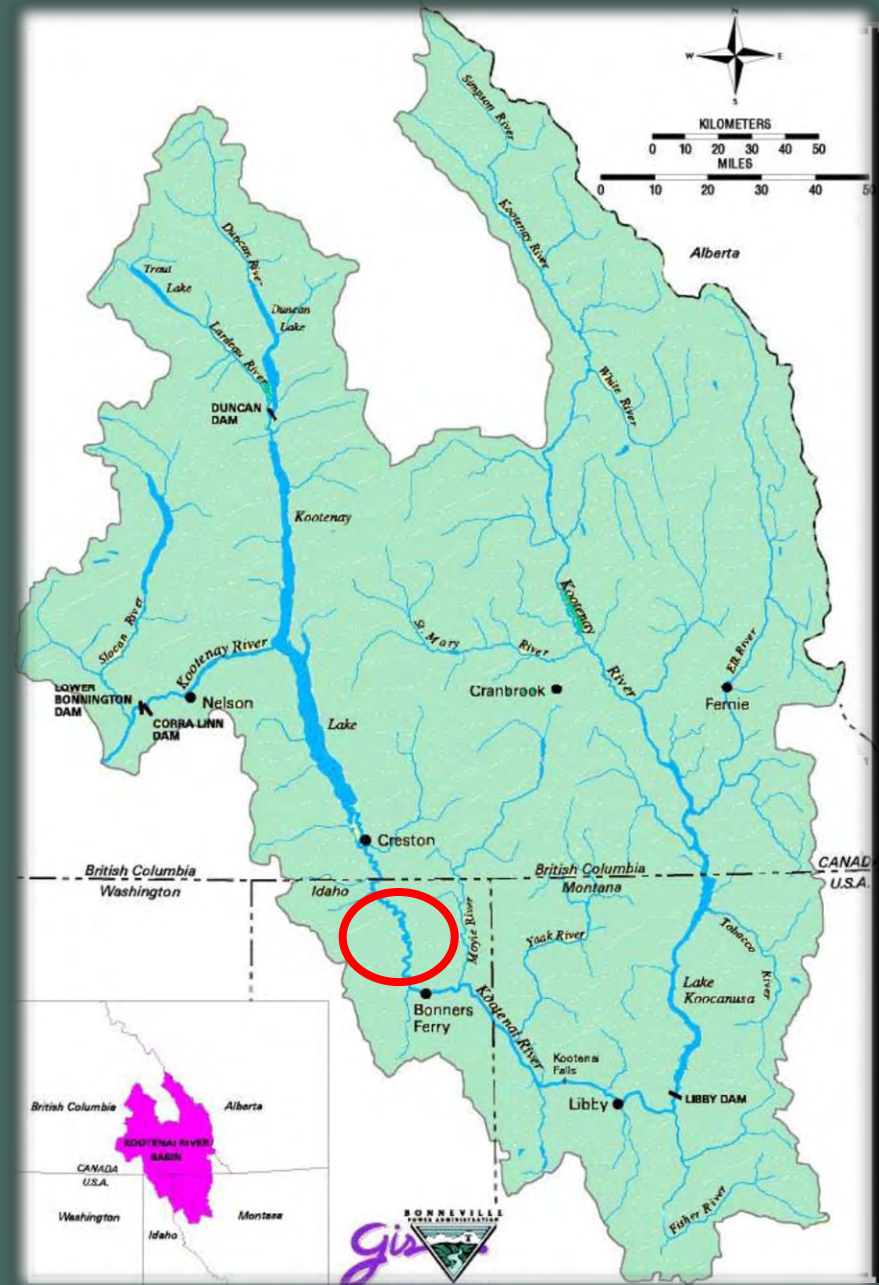 N
W
E
S
KILOMETERS
0 10 20 30 40 50
MILES
0 10 20 30 40 50
Simpson River
Kootenay River
Alberta
Duncan River
Trout
Lake
Duncan
Lake
Lardeau River
White River
DUNCAN
DAM
Kootenay
Slocan River
Kootenay
River
St. Mary
River
Elk River
Kootenay River
LOWER
BONNINGTON
DAM
Nelson
Cranbrook
Fernie
CORRA LINN
DAM
Lake
Creston
British Columbia
Washington
Idaho
British Columbia
Montana
CANADA
U.S.A.
Moyie River
Yaak River
Tobacco
River
Lake
Koocanusa
Bonners
Ferry
Kootenai River
Kootenai
Falls
Libby
LIBBY DAM
Fisher River
British Columbia
Alberta
KOOTENAI RIVER
BASIN
CANADA
U.S.A.
Washington
Idaho
Montana
BONNEVILLE
POWER ADMINISTRATION